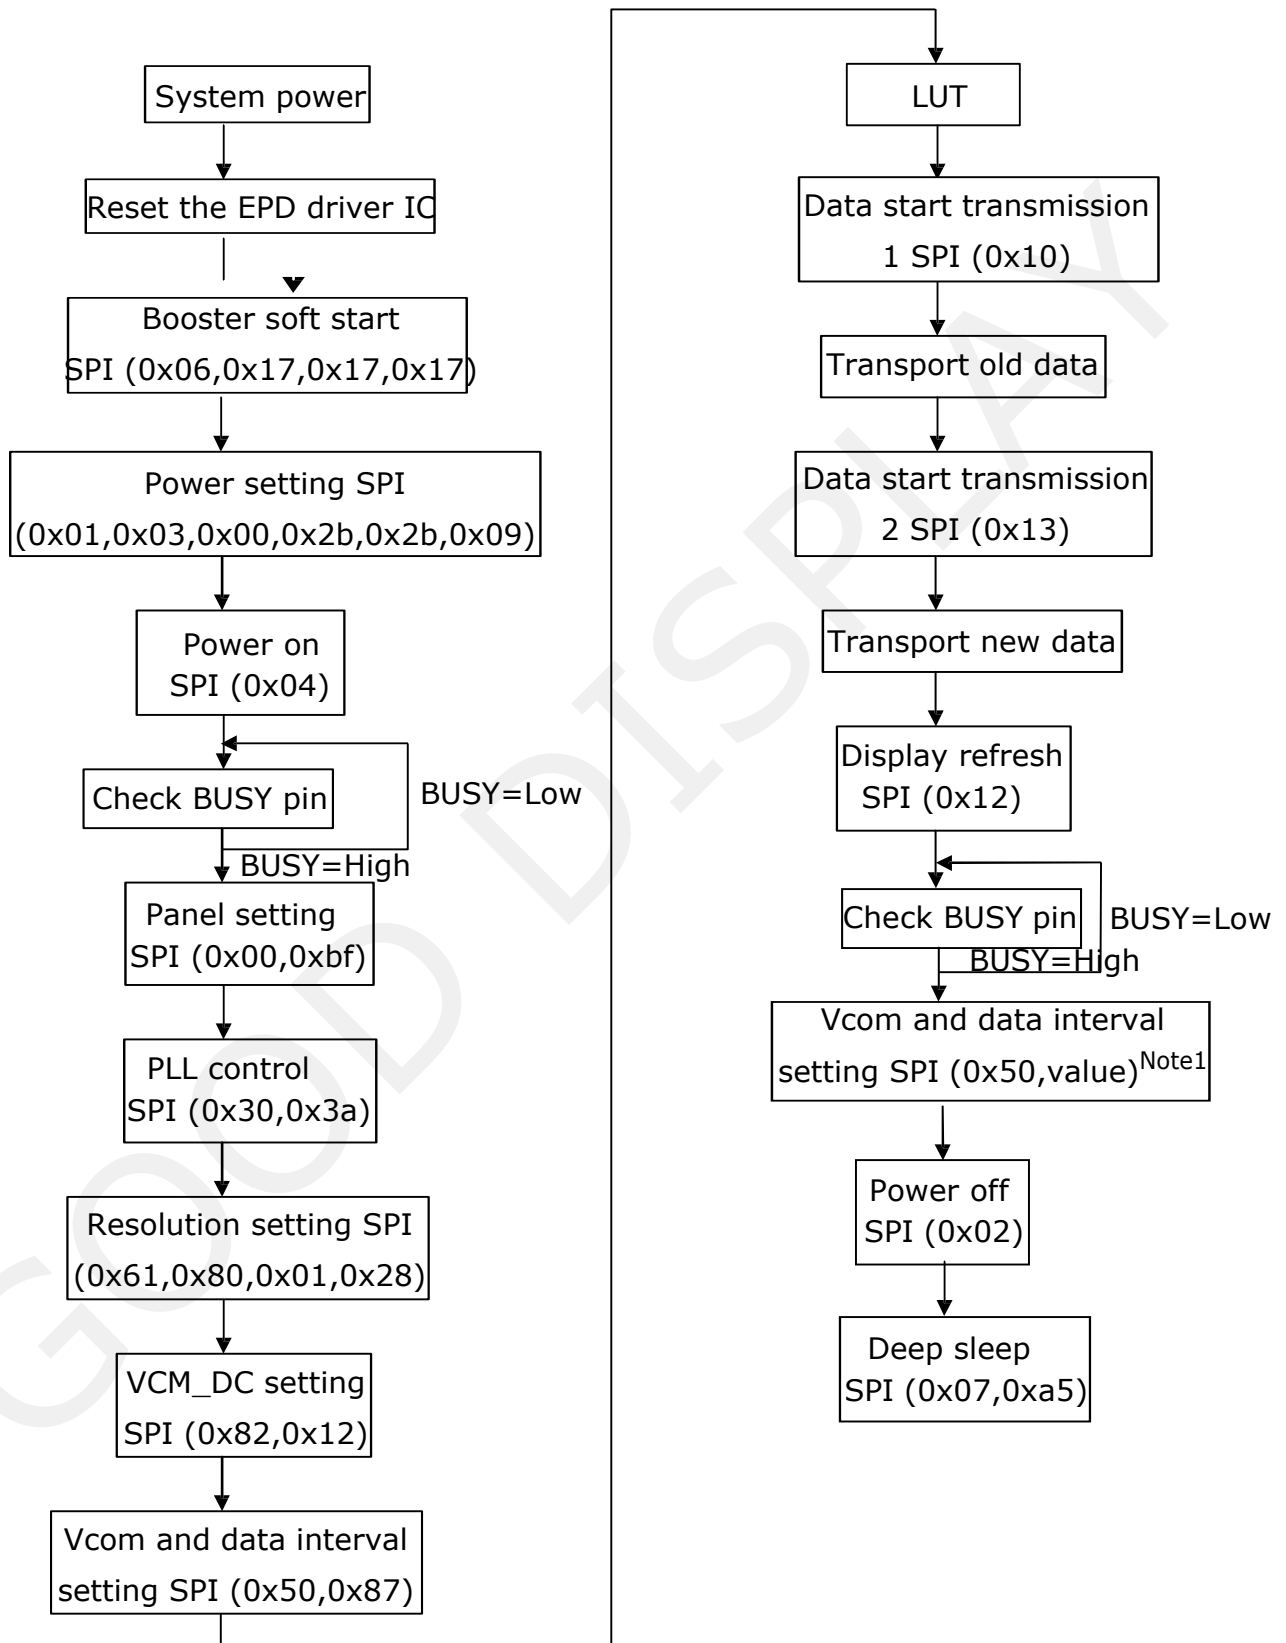 System power
Reset the EPD driver IC
Booster soft start
SPI (0x06,0x17,0x17,0x17)
Power setting SPI
(0x01,0x03,0x00,0x2b,0x2b,0x09)
Power on
SPI (0x04)
Check BUSY pin
BUSY=Low
BUSY=High
Panel setting
SPI (0x00,0xbf)
PLL control
SPI (0x30,0x3a)
Resolution setting SPI
(0x61,0x80,0x01,0x28)
VCM_DC setting
SPI (0x82,0x12)
Vcom and data interval
setting SPI (0x50,0x87)
LUT
Data start transmission
1 SPI (0x10)
Transport old data
Data start transmission
2 SPI (0x13)
Transport new data
Display refresh
SPI (0x12)
Check BUSY pin
BUSY=Low
BUSY=High
Vcom and data interval
setting SPI (0x50,value)Note1
Power off
SPI (0x02)
Deep sleep
SPI (0x07,0xa5)
GOOD DISPLAY